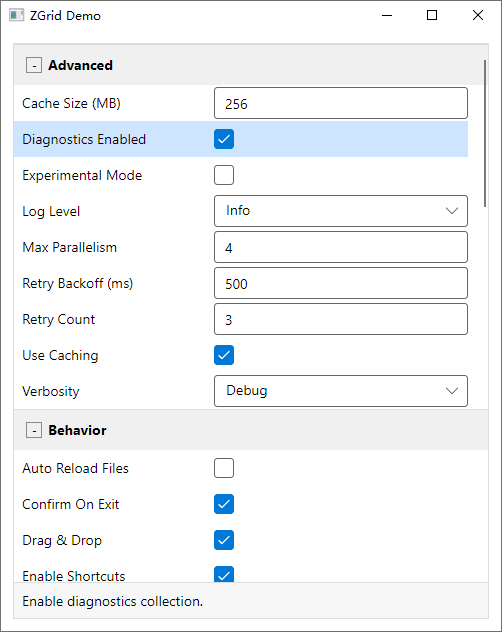 ZGrid Demo
- Advanced
Cache Size (MB) 256
Diagnostics Enabled
Experimental Mode
Log Level Info
Max Parallelism 4
Retry Backoff (ms) 500
Retry Count 3
Use Caching
Verbosity Debug
- Behavior
Auto Reload Files
Confirm On Exit
Drag & Drop
Enable Shortcuts
Enable diagnostics collection.